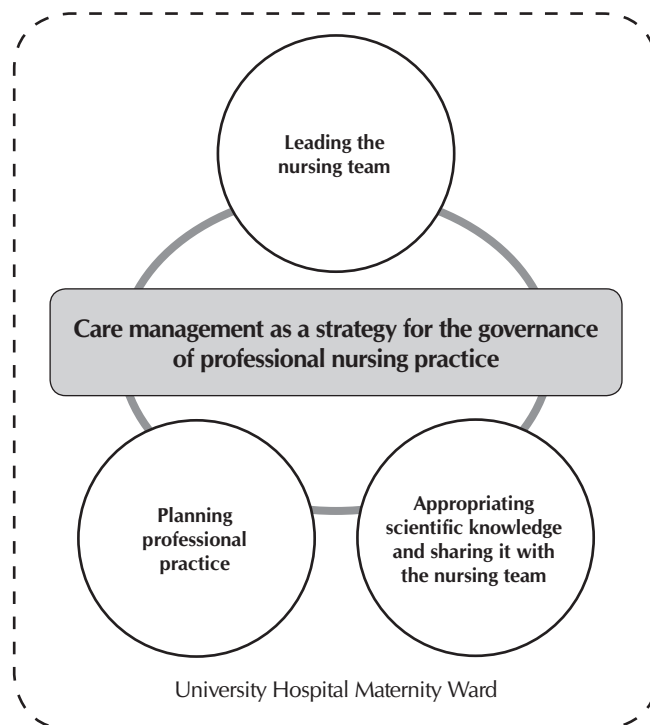 Leading the
nursing team
Care management as a strategy for the governance
of professional nursing practice
Planning
professional
practice
Appropriating
scientific knowledge
and sharing it with
the nursing team
University Hospital Maternity Ward